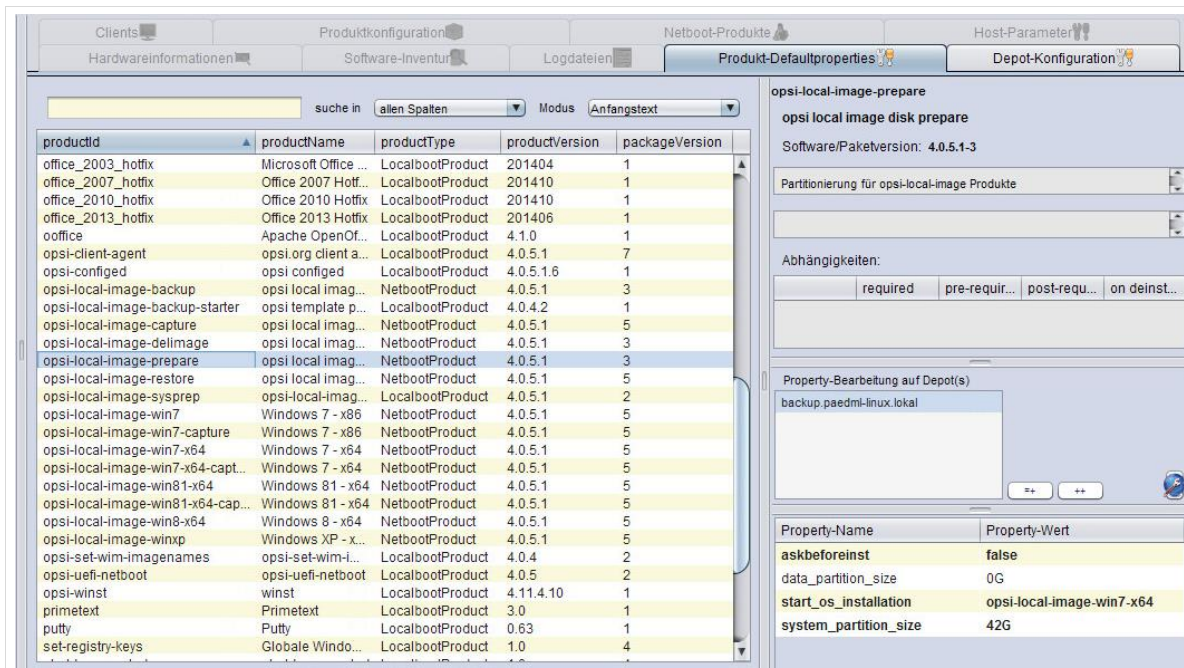 Clients Produktkonfiguration Netboot-Produkte Host-Parameter
Hardwareinformationen Software-Inventur Logdateien Produkt-Defaultproperties Depot-Konfiguration
suche in allen Spalten Modus Anfangstext
productId productName productType productVersion packageVersion
office_2003_hotfix Microsoft Office ... LocalbootProduct 201404 1
office_2007_hotfix Office 2007 Hotf... LocalbootProduct 201410 1
office_2010_hotfix Office 2010 Hotfix LocalbootProduct 201410 1
office_2013_hotfix Office 2013 Hotfix LocalbootProduct 201406 1
ooffice Apache OpenOf... LocalbootProduct 4.1.0 1
opsi-client-agent opsi.org client a... LocalbootProduct 4.0.5.1 7
opsi-configed opsi configed LocalbootProduct 4.0.5.1.6 1
opsi-local-image-backup opsi local imag... NetbootProduct 4.0.5.1 3
opsi-local-image-backup-starter opsi template p... LocalbootProduct 4.0.4.2 1
opsi-local-image-capture opsi local imag... NetbootProduct 4.0.5.1 5
opsi-local-image-delimage opsi local imag... NetbootProduct 4.0.5.1 3
opsi-local-image-prepare opsi local imag... NetbootProduct 4.0.5.1 3
opsi-local-image-restore opsi local imag... NetbootProduct 4.0.5.1 5
opsi-local-image-sysprep opsi-local-imag... LocalbootProduct 4.0.5.1 2
opsi-local-image-win7 Windows 7 - x86 NetbootProduct 4.0.5.1 5
opsi-local-image-win7-capture Windows 7 - x86 NetbootProduct 4.0.5.1 5
opsi-local-image-win7-x64 Windows 7 - x64 NetbootProduct 4.0.5.1 5
opsi-local-image-win7-x64-capt... Windows 7 - x64 NetbootProduct 4.0.5.1 5
opsi-local-image-win81-x64 Windows 81 - x64 NetbootProduct 4.0.5.1 5
opsi-local-image-win81-x64-cap... Windows 81 - x64 NetbootProduct 4.0.5.1 5
opsi-local-image-win8-x64 Windows 8 - x64 NetbootProduct 4.0.5.1 5
opsi-local-image-winxp Windows XP - x... NetbootProduct 4.0.5.1 5
opsi-set-wim-imagenames opsi-set-wim-i... LocalbootProduct 4.0.4 2
opsi-uefi-netboot opsi-uefi-netboot LocalbootProduct 4.0.5 2
opsi-winst winst LocalbootProduct 4.11.4.10 1
primetext Primetext LocalbootProduct 3.0 1
putty Putty LocalbootProduct 0.63 1
set-registry-keys Globale Windo... LocalbootProduct 1.0 4
opsi-local-image-prepare
opsi local image disk prepare
Software/Paketversion: 4.0.5.1-3
Partitionierung für opsi-local-image Produkte
Abhängigkeiten:
required pre-requir... post-requ... on deinst...
Property-Bearbeitung auf Depot(s)
backup.paedml-linux.lokal
=+ ++
Property-Name Property-Wert
askbeforeinst false
data_partition_size 0G
start_os_installation opsi-local-image-win7-x64
system_partition_size 42G